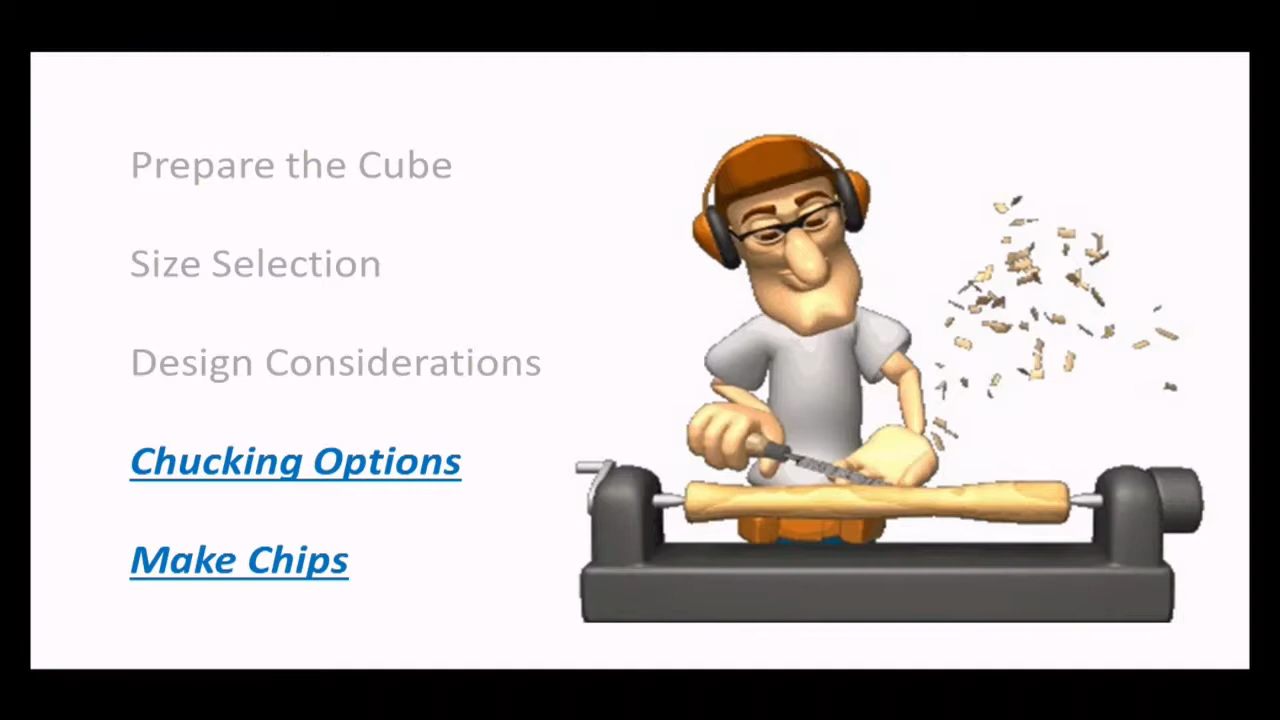 Prepare the Cube
Size Selection
Design Considerations
Chucking Options
Make Chips